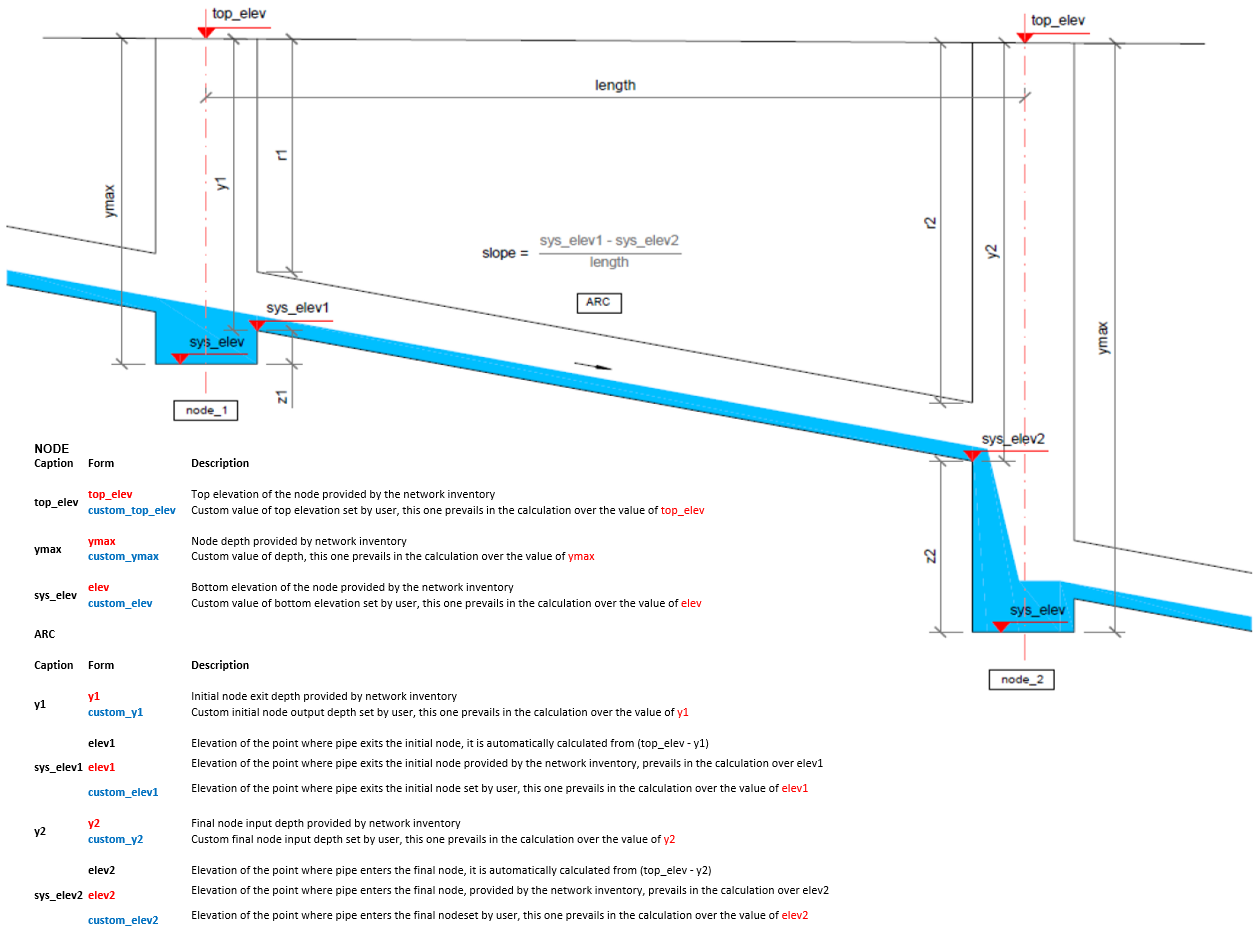 top_elev
top_elev
length
r1
y1
ymax
r2
y2
slope = sys_elev1 - sys_elev2
length
ARC
sys_elev1
sys_elev
ymax
z1
node_1
sys_elev2
NODE
Caption Form Description
top_elev Top elevation of the node provided by the network inventory
top_elev
custom_top_elev Custom value of top elevation set by user, this one prevails in the calculation over the value of top_elev
ymax Node depth provided by network inventory
ymax
custom_ymax Custom value of depth, this one prevails in the calculation over the value of ymax
z2
elev Bottom elevation of the node provided by the network inventory
sys_elev
custom_elev Custom value of bottom elevation set by user, this one prevails in the calculation over the value of elev
sys_elev
ARC
Caption Form Description
node_2
y1 Initial node exit depth provided by network inventory
y1
custom_y1 Custom initial node output depth set by user, this one prevails in the calculation over the value of y1
elev1 Elevation of the point where pipe exits the initial node, it is automatically calculated from (top_elev - y1)
sys_elev1 elev1 Elevation of the point where pipe exits the initial node provided by the network inventory, prevails in the calculation over elev1
custom_elev1 Elevation of the point where pipe exits the initial node set by user, this one prevails in the calculation over the value of elev1
y2 Final node input depth provided by network inventory
y2
custom_y2 Custom final node input depth set by user, this one prevails in the calculation over the value of y2
elev2 Elevation of the point where pipe enters the final node, it is automatically calculated from (top_elev - y2)
sys_elev2 elev2 Elevation of the point where pipe enters the final node, provided by the network inventory, prevails in the calculation over elev2
custom_elev2 Elevation of the point where pipe enters the final nodeset by user, this one prevails in the calculation over the value of elev2